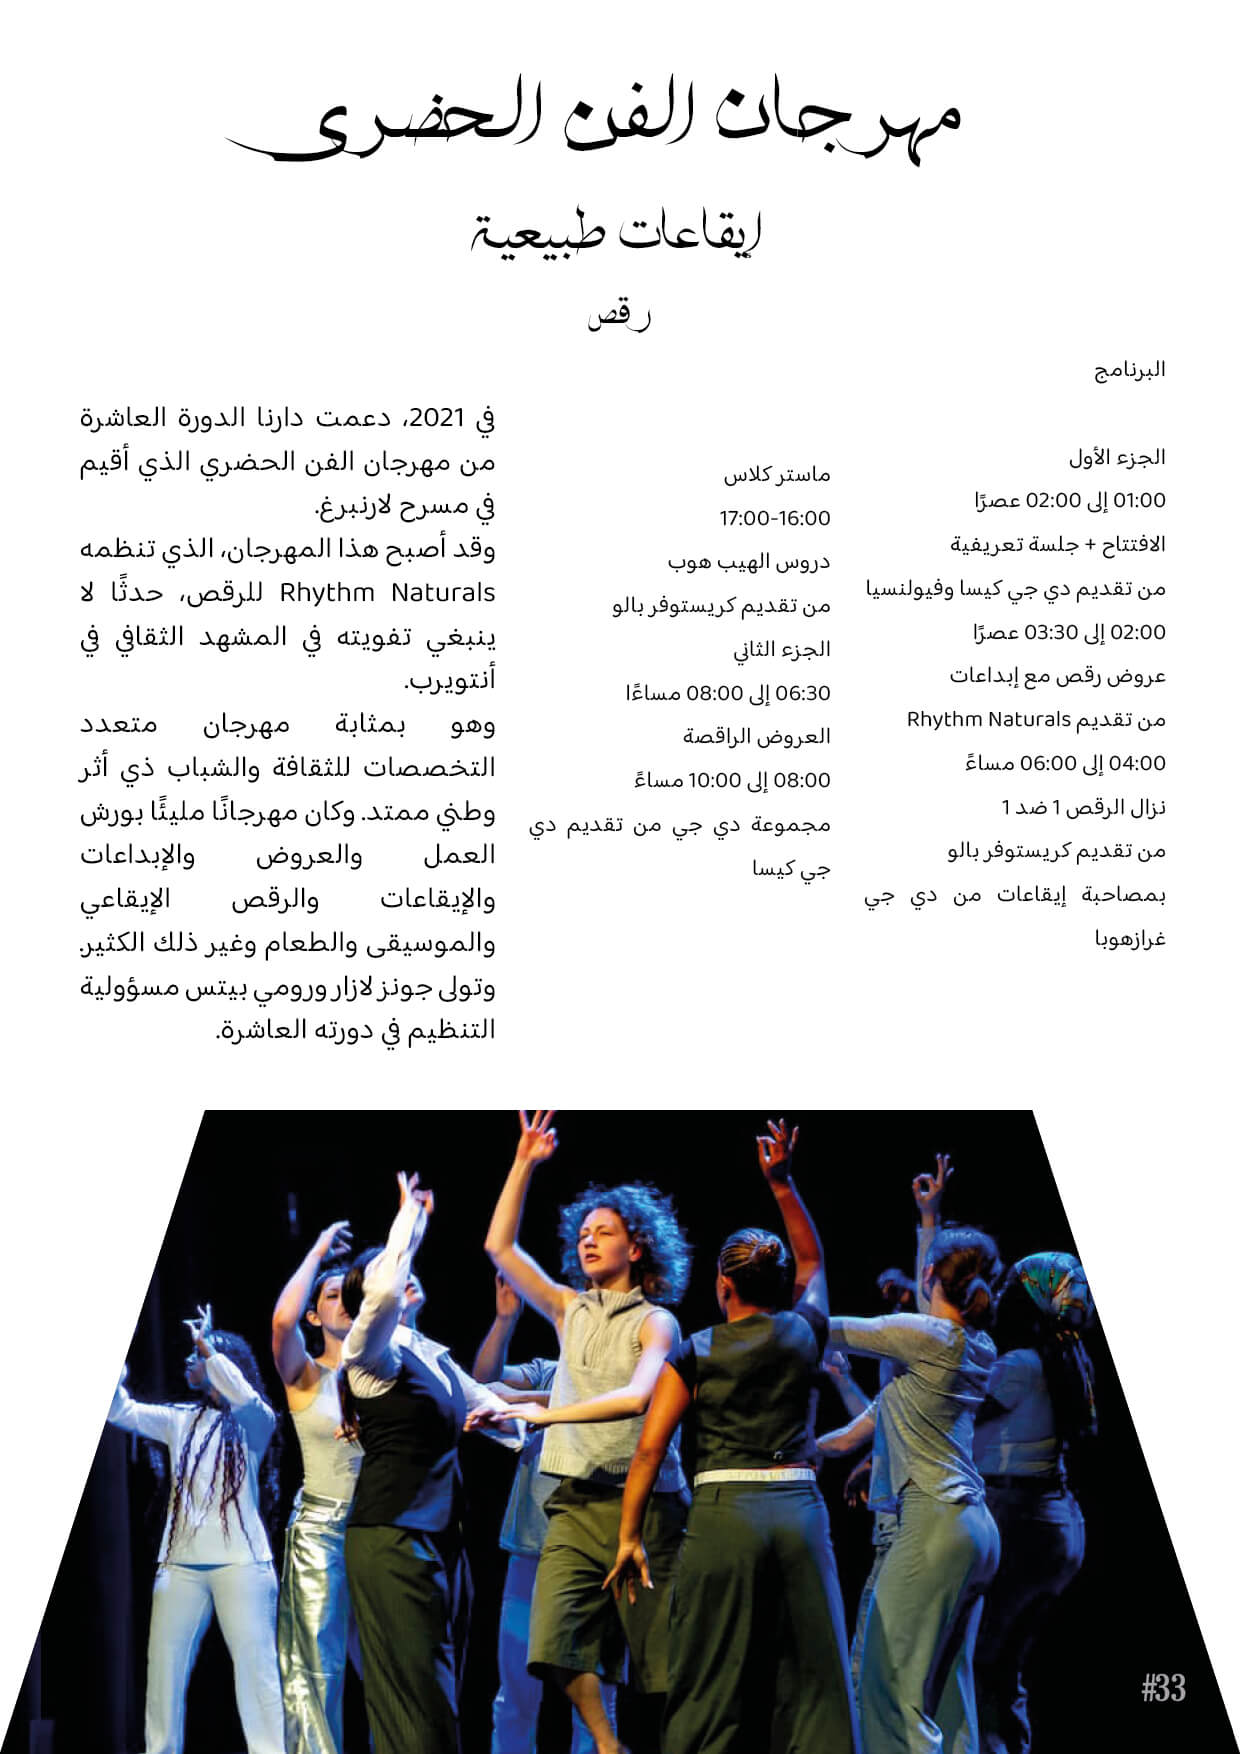 مهرجان الفن الحضرى
إيقاعات طبيعية
رقص
البرنامج
الجزء الأول
01:00 إلى 02:00 عصرًا
الافتتاح + جلسة تعريفية
من تقديم دي جي كيسا وفيولنسيا
02:00 إلى 03:30 عصرًا
عروض رقص مع إبداعات
من تقديم Rhythm Naturals
04:00 إلى 06:00 مساءً
نزال الرقص 1 ضد 1
من تقديم كريستوفر بالو
بمصاحبة إيقاعات من دي جي
غرازهوبا
ماستر كلاس
17:00-16:00
دروس الهيب هوب
من تقديم كريستوفر بالو
الجزء الثاني
06:30 إلى 08:00 مساءًا
العروض الراقصة
08:00 إلى 10:00 مساءً
مجموعة دي جي من تقديم دي
جي كيسا
في 2021، دعمت دارنا الدورة العاشرة
من مهرجان الفن الحضري الذي أقيم
في مسرح لارنبرغ.
وقد أصبح هذا المهرجان، الذي تنظمه
Rhythm Naturals للرقص، حدثًا لا
ينبغي تفويته في المشهد الثقافي في
أنتويرب.
وهو بمثابة مهرجان متعدد
التخصصات للثقافة والشباب ذي أثر
وطني ممتد. وكان مهرجانًا مليئًا بورش
العمل والعروض والإبداعات
والإيقاعات والرقص الإيقاعي
والموسيقى والطعام وغير ذلك الكثير.
وتولى جونز لازار ورومي بيتس مسؤولية
التنظيم في دورته العاشرة.
#33